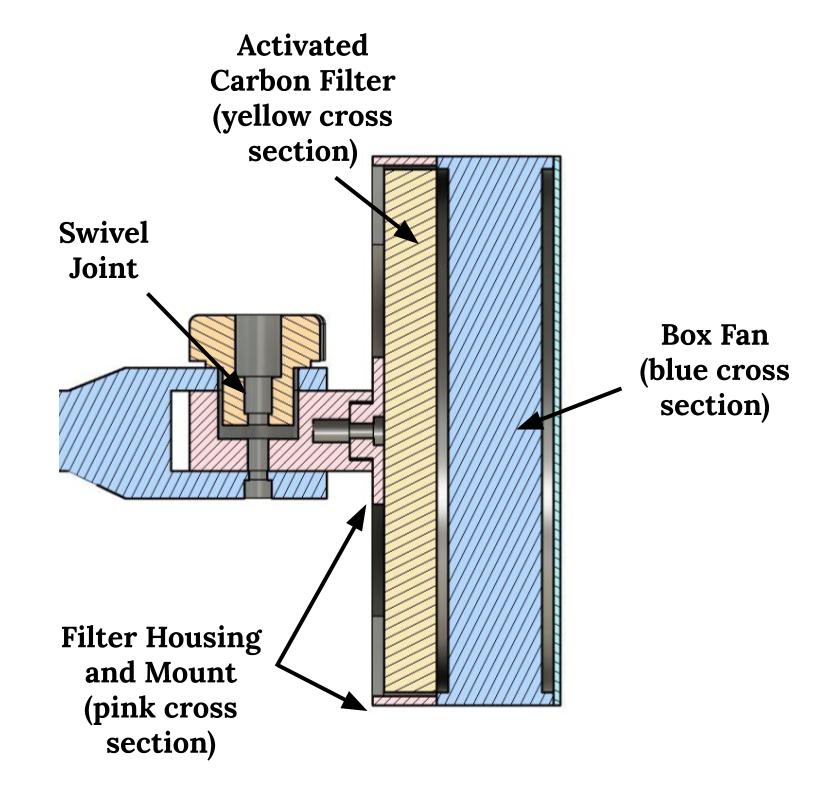 Activated
Carbon Filter
(yellow cross
section)
Swivel
Joint
Box Fan
(blue cross
section)
Filter Housing
and Mount
(pink cross
section)